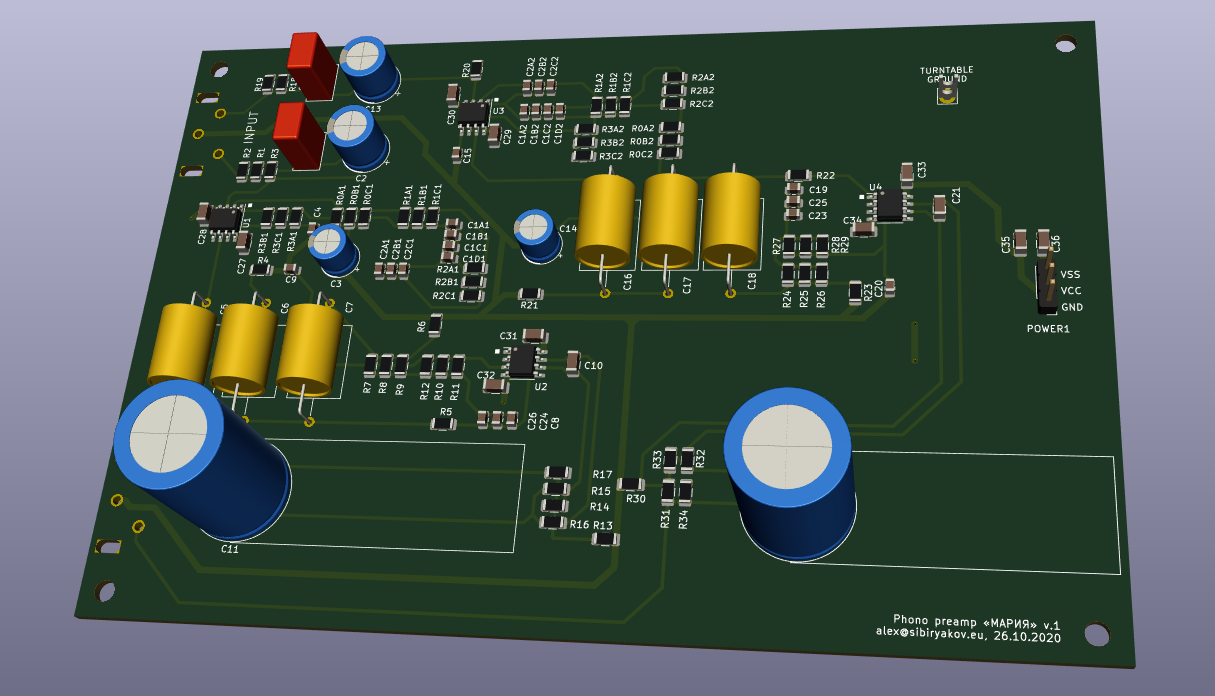 TURNTABLE
GROUND
INPUT
R19
R18
C13
R20
C30
U3
C29
C15
C2A2
C2B2
C2C2
C1A2
C1B2
C1C2
C1D2
R1A2
R1B2
R1C2
R2A2
R2B2
R2C2
R3A2
R3B2
R3C2
R0A2
R0B2
R0C2
R2
R1
R3
C2
C28
U1
C27
R3B1
R3C1
R3A1
C4
R0A1
R0B1
R0C1
R1A1
R1B1
R1C1
R4
C9
C3
C2A1
C2B1
C2C1
C1A1
C1B1
C1C1
C1D1
R2A1
R2B1
R2C1
C14
R21
C16
C17
C18
R22
C19
C25
C23
U4
C33
C34
C21
R27
R28
R29
R24
R25
R26
R23
C20
C35
C36
VSS
VCC
GND
POWER1
C5
C6
C7
R6
R7
R8
R9
R12
R10
R11
C31
C32
U2
C10
R5
C26
C24
C8
R17
R15
R14
R16
R13
R30
R33
R32
R31
R34
C11
Phono preamp «МАРИЯ» v.1
alex@sibiryakov.eu, 26.10.2020